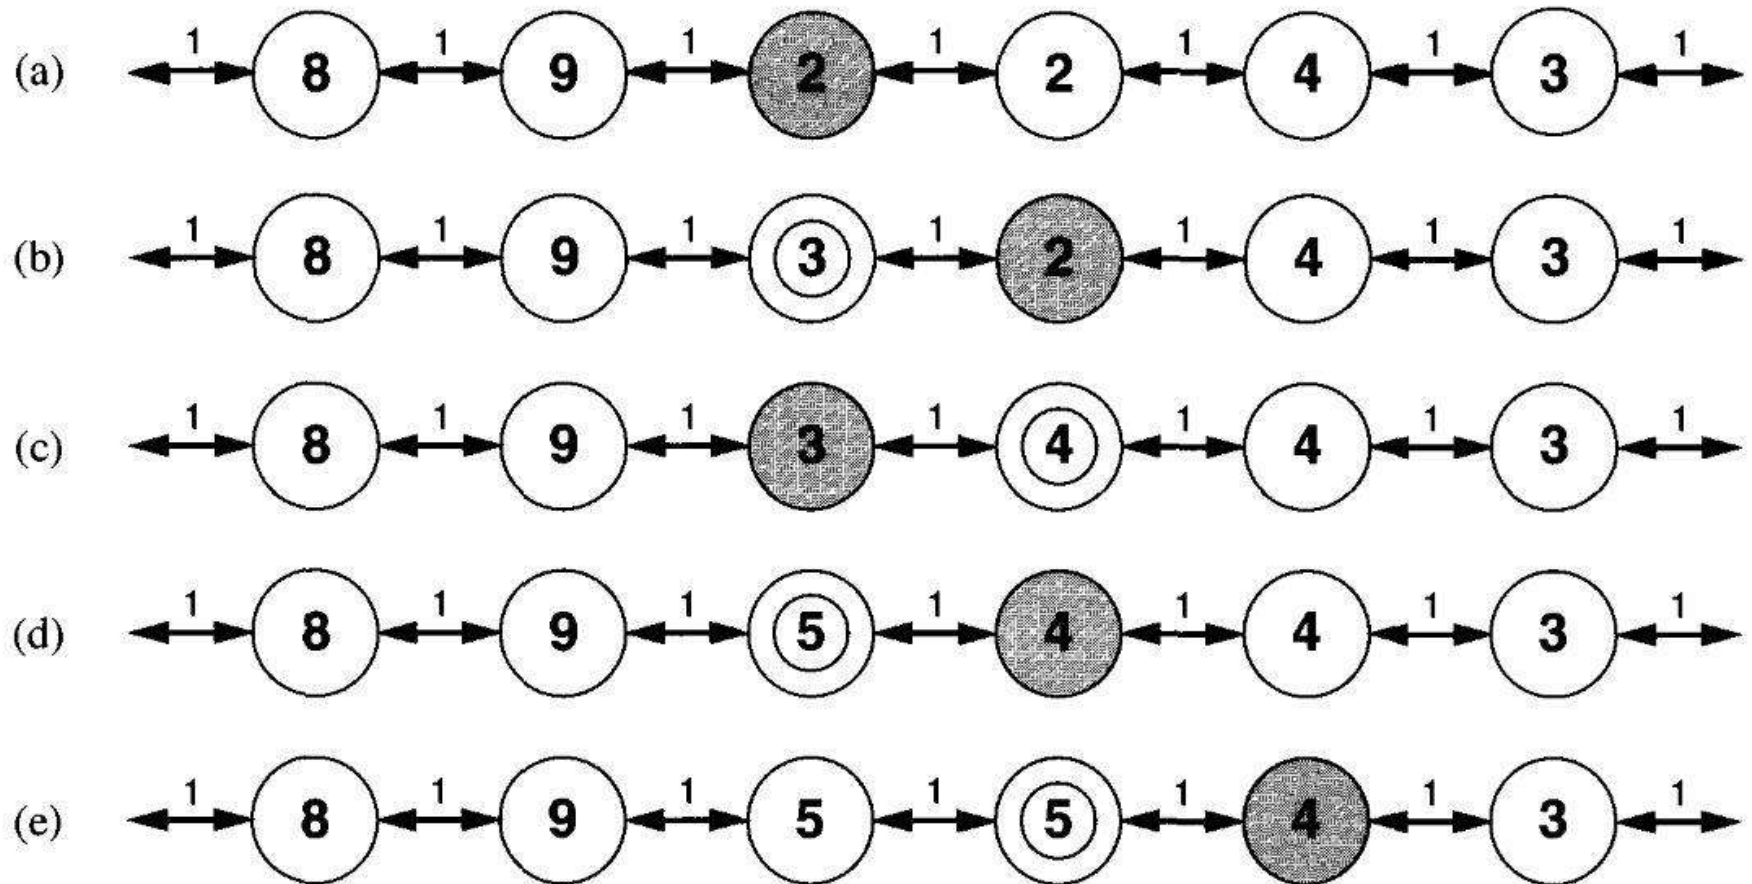 1 1 1 1 1 1 1
(a) 8 9 2 2 4 3
1 1 1 1 1 1 1
(b) 8 9 3 2 4 3
1 1 1 1 1 1 1
(c) 8 9 3 4 4 3
1 1 1 1 1 1 1
(d) 8 9 5 4 4 3
1 1 1 1 1 1 1
(e) 8 9 5 5 4 3